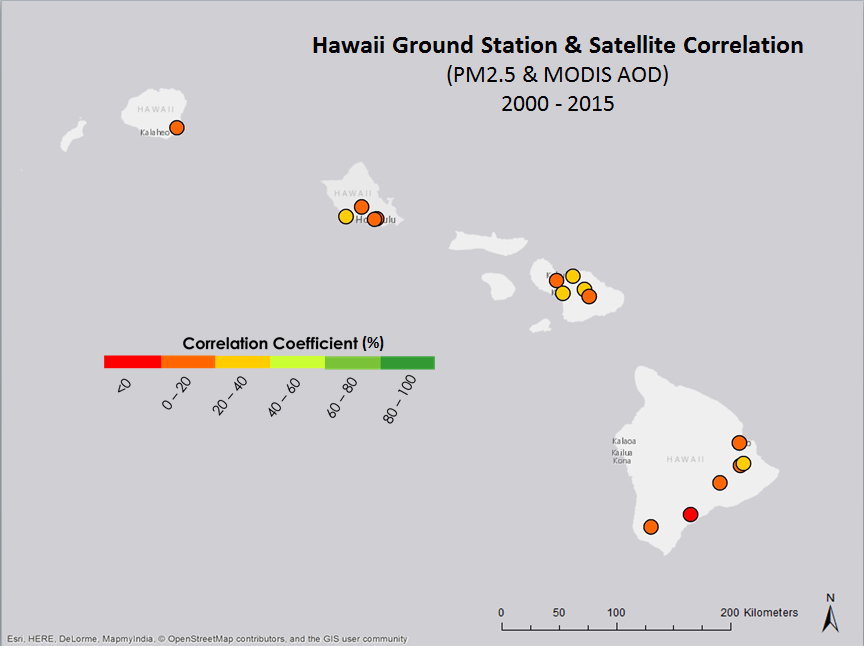 Hawaii Ground Station & Satellite Correlation
(PM2.5 & MODIS AOD)
2000 - 2015
HAWAII
Kalaheo
HAWAII
Correlation Coefficient (%)
<0
0 – 20
20 – 40
40 – 60
60 – 80
80 – 100
Kalaoa
Kailua
Kona
HAWAII
0 50 100 200 Kilometers
N
Esri, HERE, DeLorme, MapmyIndia, © OpenStreetMap contributors, and the GIS user community